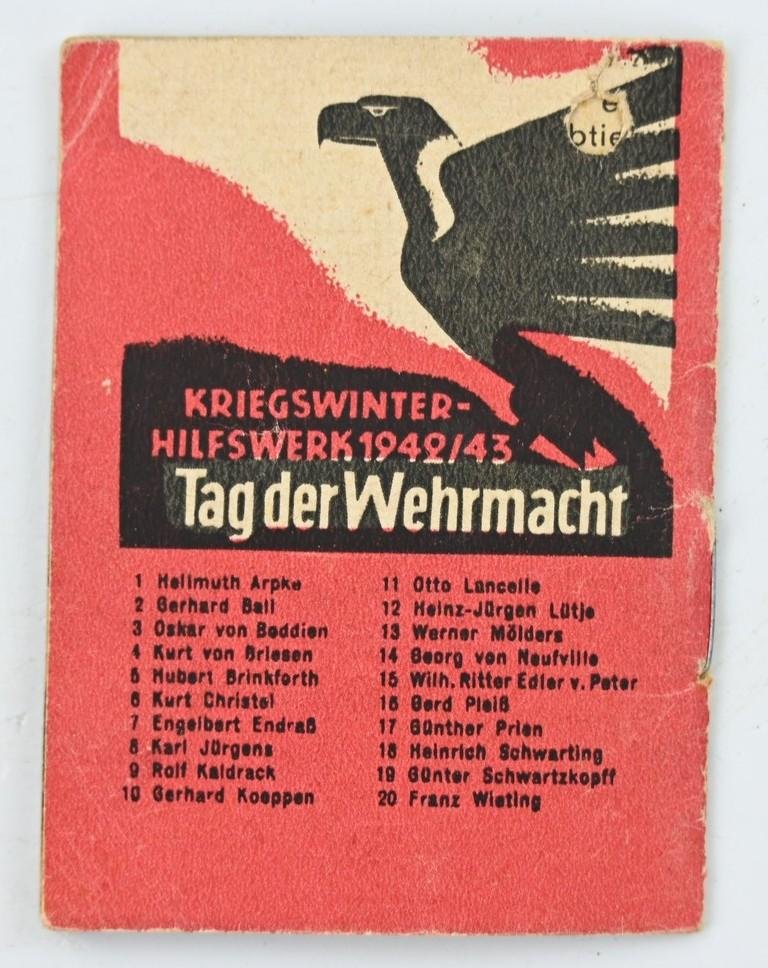 e
btie
KRIEGSWINTER-
HILFSWERK 1942/43
Tag der Wehrmacht
1 Hellmuth Arpke
2 Gerhard Ball
3 Oskar von Boddien
4 Kurt von Briesen
5 Hubert Brinkforth
6 Kurt Christel
7 Engelbert Endraß
8 Karl Jürgens
9 Rolf Kaldrack
10 Gerhard Koeppen
11 Otto Lancelle
12 Heinz-Jürgen Lütje
13 Werner Mölders
14 Georg von Neufville
15 Wilh. Ritter Edler v. Peter
16 Gerd Pleiß
17 Günther Prien
18 Heinrich Schwarting
19 Günter Schwartzkopff
20 Franz Wieting